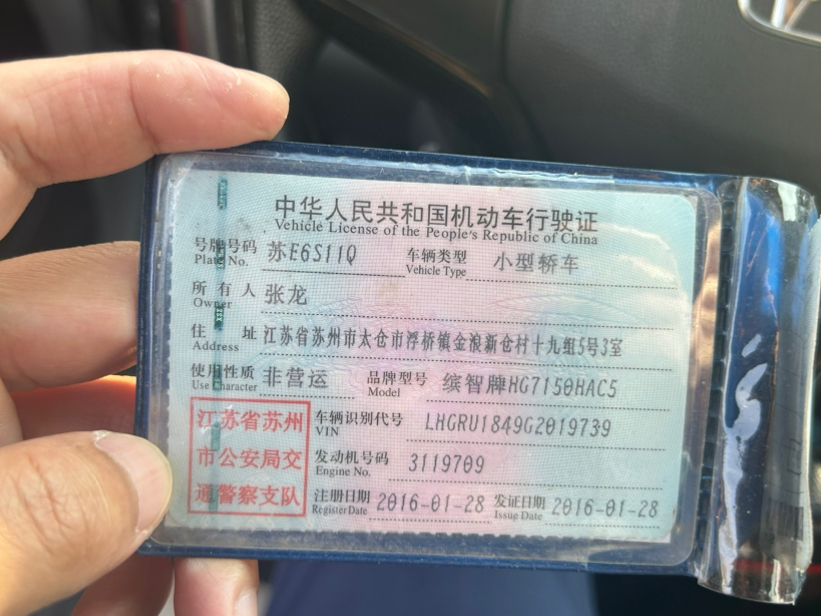 中华人民共和国机动车行驶证
Vehicle License of the People's Republic of China
号牌号码 苏E6S11Q 车辆类型 小型轿车
Plate No. Vehicle Type
所有人 张龙
Owner
住址 江苏省苏州市太仓市浮桥镇金浪新仓村十九组5号3室
Address
使用性质 非营运 品牌型号 缤智牌HG7150HAC5
Use Character Model
江苏省苏州 车辆识别代号 LHGRU1849G2019739
VIN
市公安局交 发动机号码 3119709
Engine No.
通警察支队 注册日期 2016-01-28 发证日期 2016-01-28
Register Date Issue Date